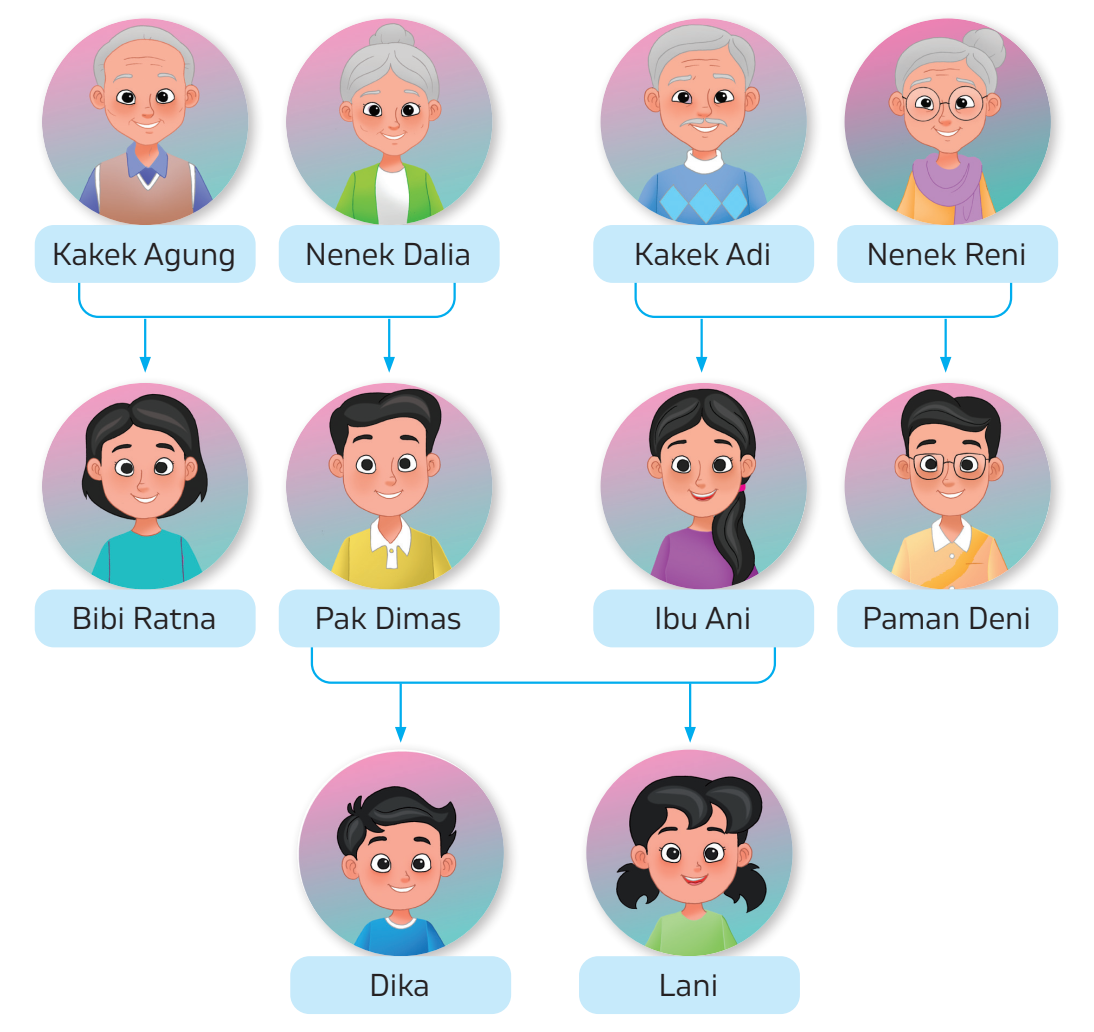 Kakek Agung
Nenek Dalia
Kakek Adi
Nenek Reni
Bibi Ratna
Pak Dimas
Ibu Ani
Paman Deni
Dika
Lani